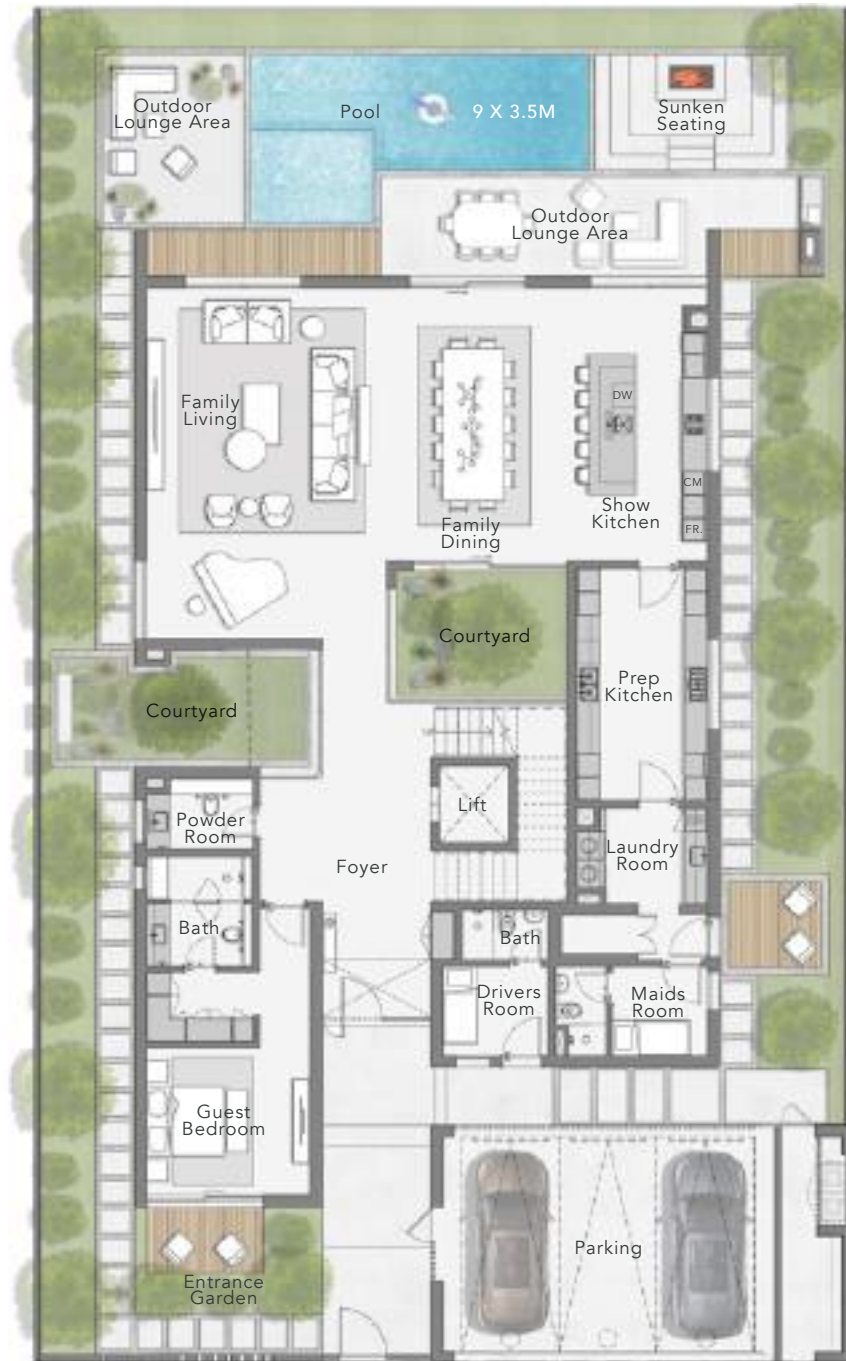 Outdoor
Lounge Area
Pool
9 X 3.5M
Sunken
Seating
Outdoor
Lounge Area
Family
Living
DW
CM
FR.
Show
Kitchen
Family
Dining
Courtyard
Prep
Kitchen
Courtyard
Lift
Powder
Room
Laundry
Room
Foyer
Bath
Bath
Drivers
Room
Maids
Room
Guest
Bedroom
Parking
Entrance
Garden